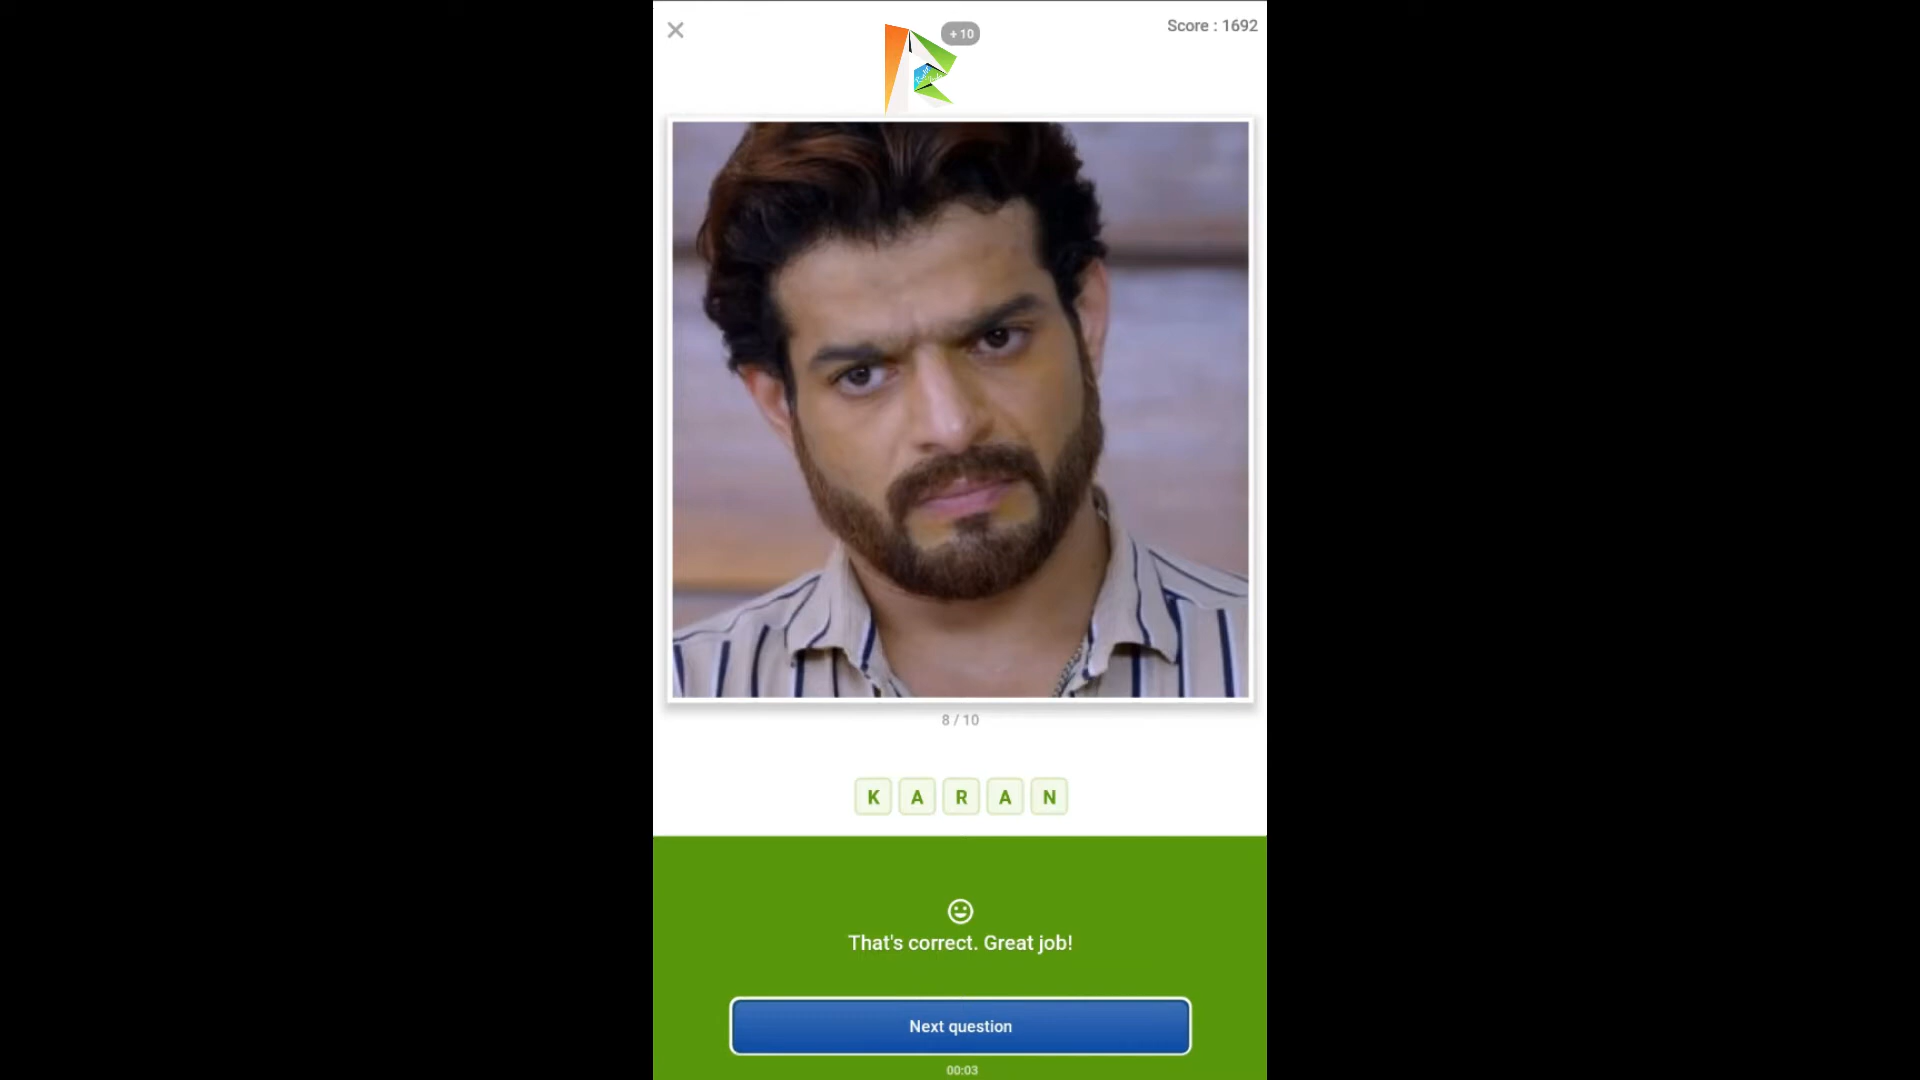 + 10
Score : 1692
8 / 10
K A R A N
That's correct. Great job!
Next question
00:03